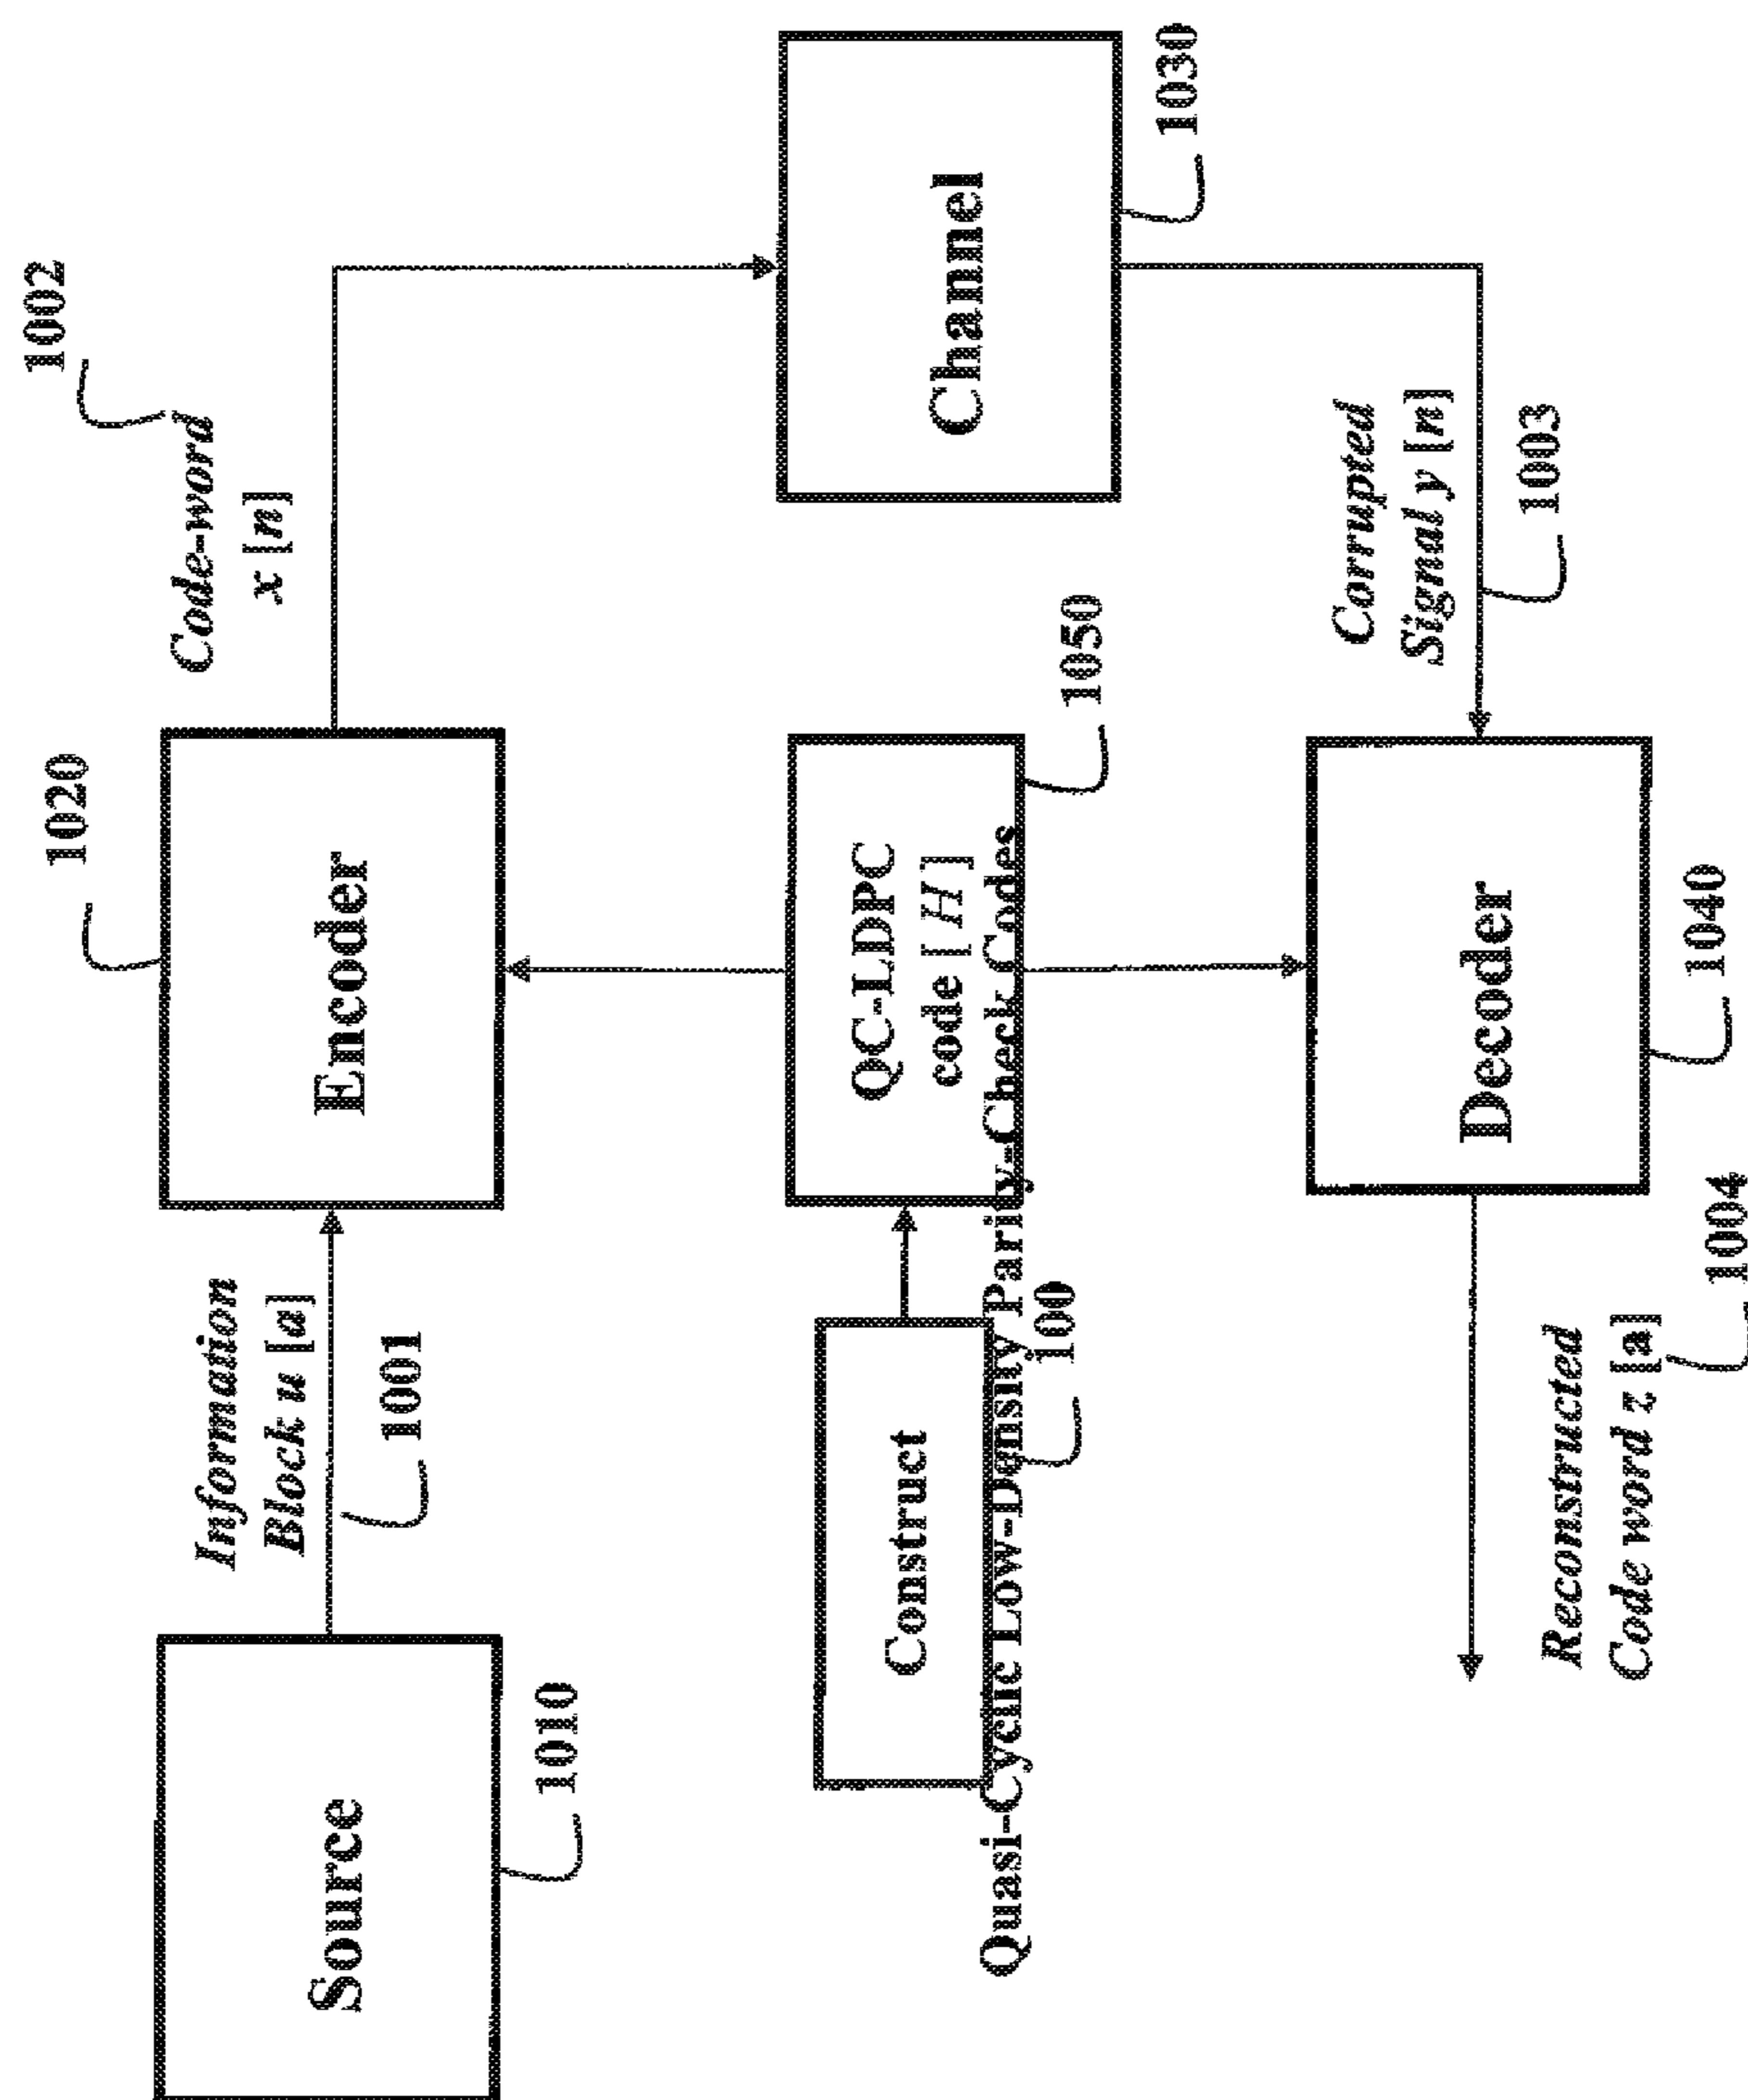 1002
Code-word
x [n]
1020
Encoder
Information
Block u [a]
1001
Source
1010
Channel
1030
QC-LDPC
code [ H ]
1050
Construct
100
Quasi-Cyclic Low-Density Parity-Check Codes
Corrupted
Signal y [n]
1003
Decoder
1040
Reconstructed
Code word z [a]
1004